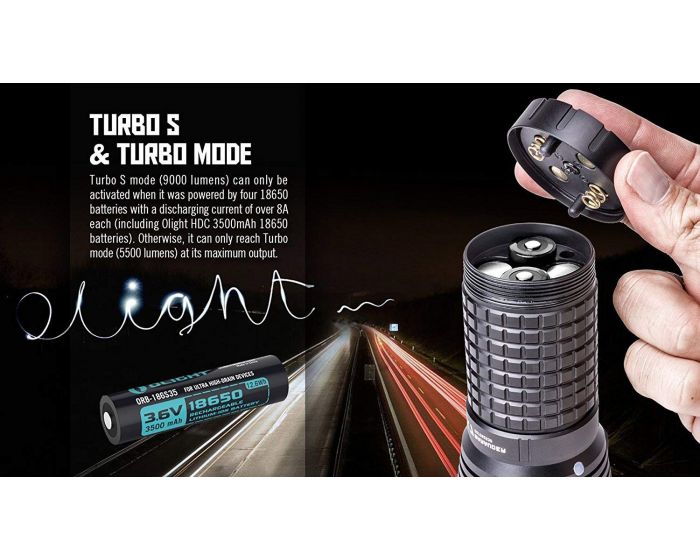 TURBO S
& TURBO MODE
Turbo S mode (9000 lumens) can only be
activated when it was powered by four 18650
batteries with a discharging current of over 8A
each (including Olight HDC 3500mAh 18650
batteries). Otherwise, it can only reach Turbo
mode (5500 lumens) at its maximum output.
olight
OLIGHT
ORB-186S35 FOR ULTRA HIGH-DRAIN DEVICES
3.6V 18650 12.6Wh
3500 mAh RECHARGEABLE
LITHIUM-ION BATTERY